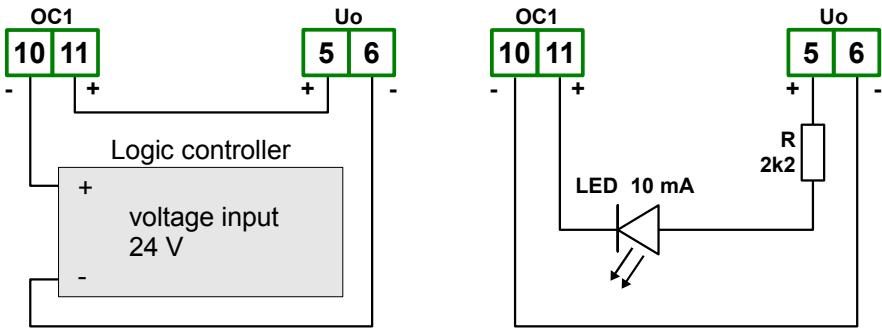 OC1 Uo
10 11 5 6
- + + -
Logic controller
+
voltage input
24 V
-
OC1 Uo
10 11 5 6
- + + -
R
2k2
LED 10 mA